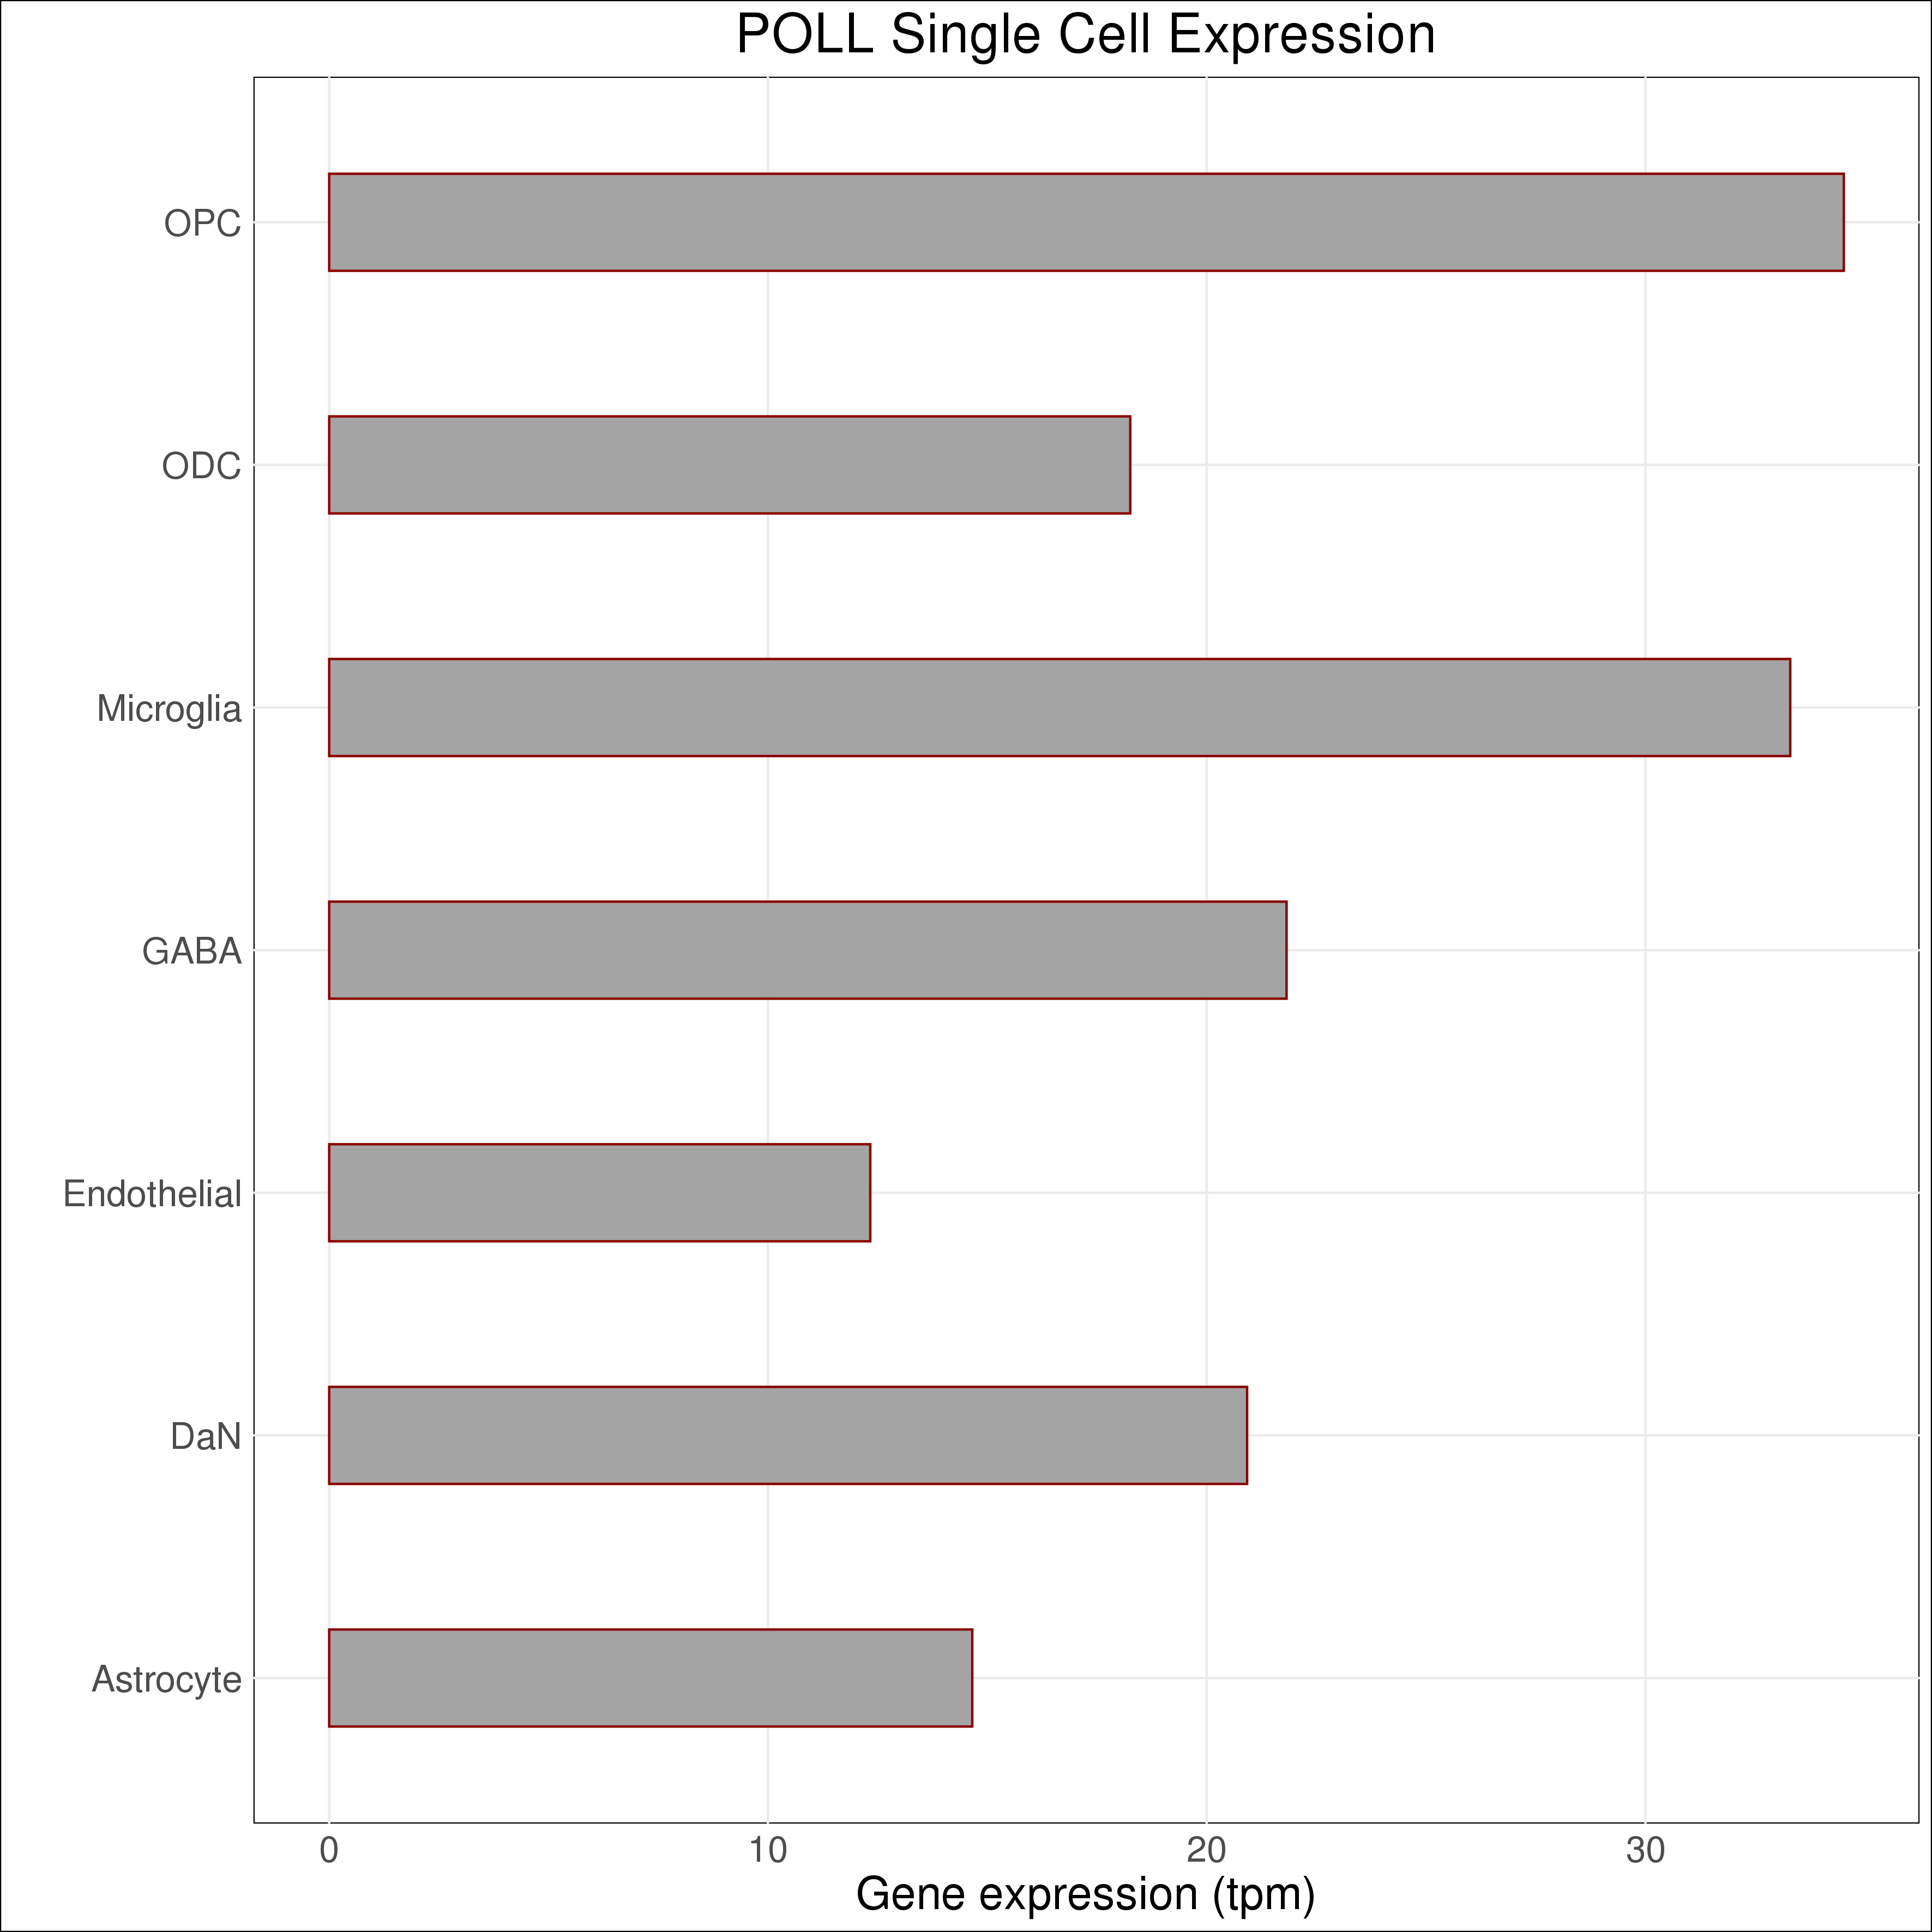 POLL Single Cell Expression
OPC
ODC
Microglia
GABA
Endothelial
DaN
Astrocyte
0 10 20 30
Gene expression (tpm)